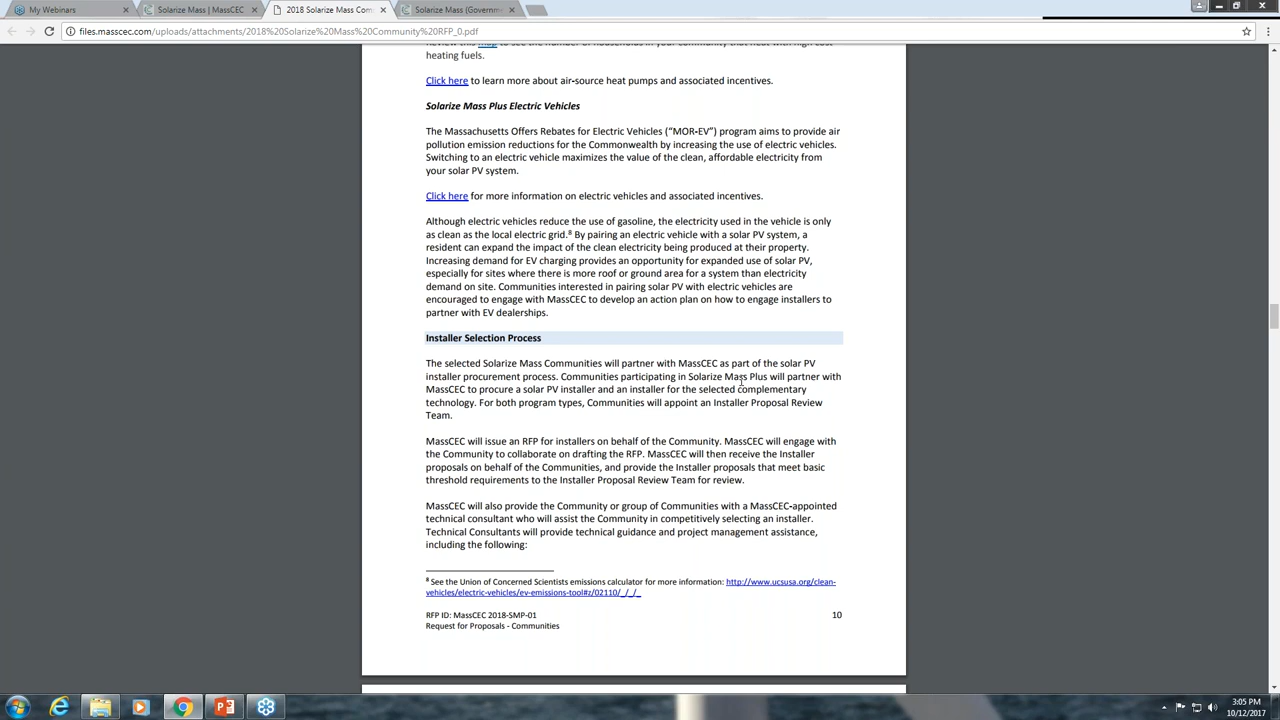 My Webinars
Solarize Mass | MassCEC
2018 Solarize Mass Com
Solarize Mass (Governm
files.masscec.com/uploads/attachments/2018%20Solarize%20Mass%20Community%20RFP_0.pdf
Review this map to see the number of households in your community that heat with high cost
heating fuels.
Click here to learn more about air-source heat pumps and associated incentives.
Solarize Mass Plus Electric Vehicles
The Massachusetts Offers Rebates for Electric Vehicles (“MOR-EV”) program aims to provide air
pollution emission reductions for the Commonwealth by increasing the use of electric vehicles.
Switching to an electric vehicle maximizes the value of the clean, affordable electricity from
your solar PV system.
Click here for more information on electric vehicles and associated incentives.
Although electric vehicles reduce the use of gasoline, the electricity used in the vehicle is only
as clean as the local electric grid.8 By pairing an electric vehicle with a solar PV system, a
resident can expand the impact of the clean electricity being produced at their property.
Increasing demand for EV charging provides an opportunity for expanded use of solar PV,
especially for sites where there is more roof or ground area for a system than electricity
demand on site. Communities interested in pairing solar PV with electric vehicles are
encouraged to engage with MassCEC to develop an action plan on how to engage installers to
partner with EV dealerships.
Installer Selection Process
The selected Solarize Mass Communities will partner with MassCEC as part of the solar PV
installer procurement process. Communities participating in Solarize Mass Plus will partner with
MassCEC to procure a solar PV installer and an installer for the selected complementary
technology. For both program types, Communities will appoint an Installer Proposal Review
Team.
MassCEC will issue an RFP for installers on behalf of the Community. MassCEC will engage with
the Community to collaborate on drafting the RFP. MassCEC will then receive the Installer
proposals on behalf of the Communities, and provide the Installer proposals that meet basic
threshold requirements to the Installer Proposal Review Team for review.
MassCEC will also provide the Community or group of Communities with a MassCEC-appointed
technical consultant who will assist the Community in competitively selecting an installer.
Technical Consultants will provide technical guidance and project management assistance,
including the following:
8 See the Union of Concerned Scientists emissions calculator for more information: http://www.ucsusa.org/clean-
vehicles/electric-vehicles/ev-emissions-tool#z/02110/_/_/_
RFP ID: MassCEC 2018-SMP-01
10
Request for Proposals - Communities
3:05 PM
10/12/2017